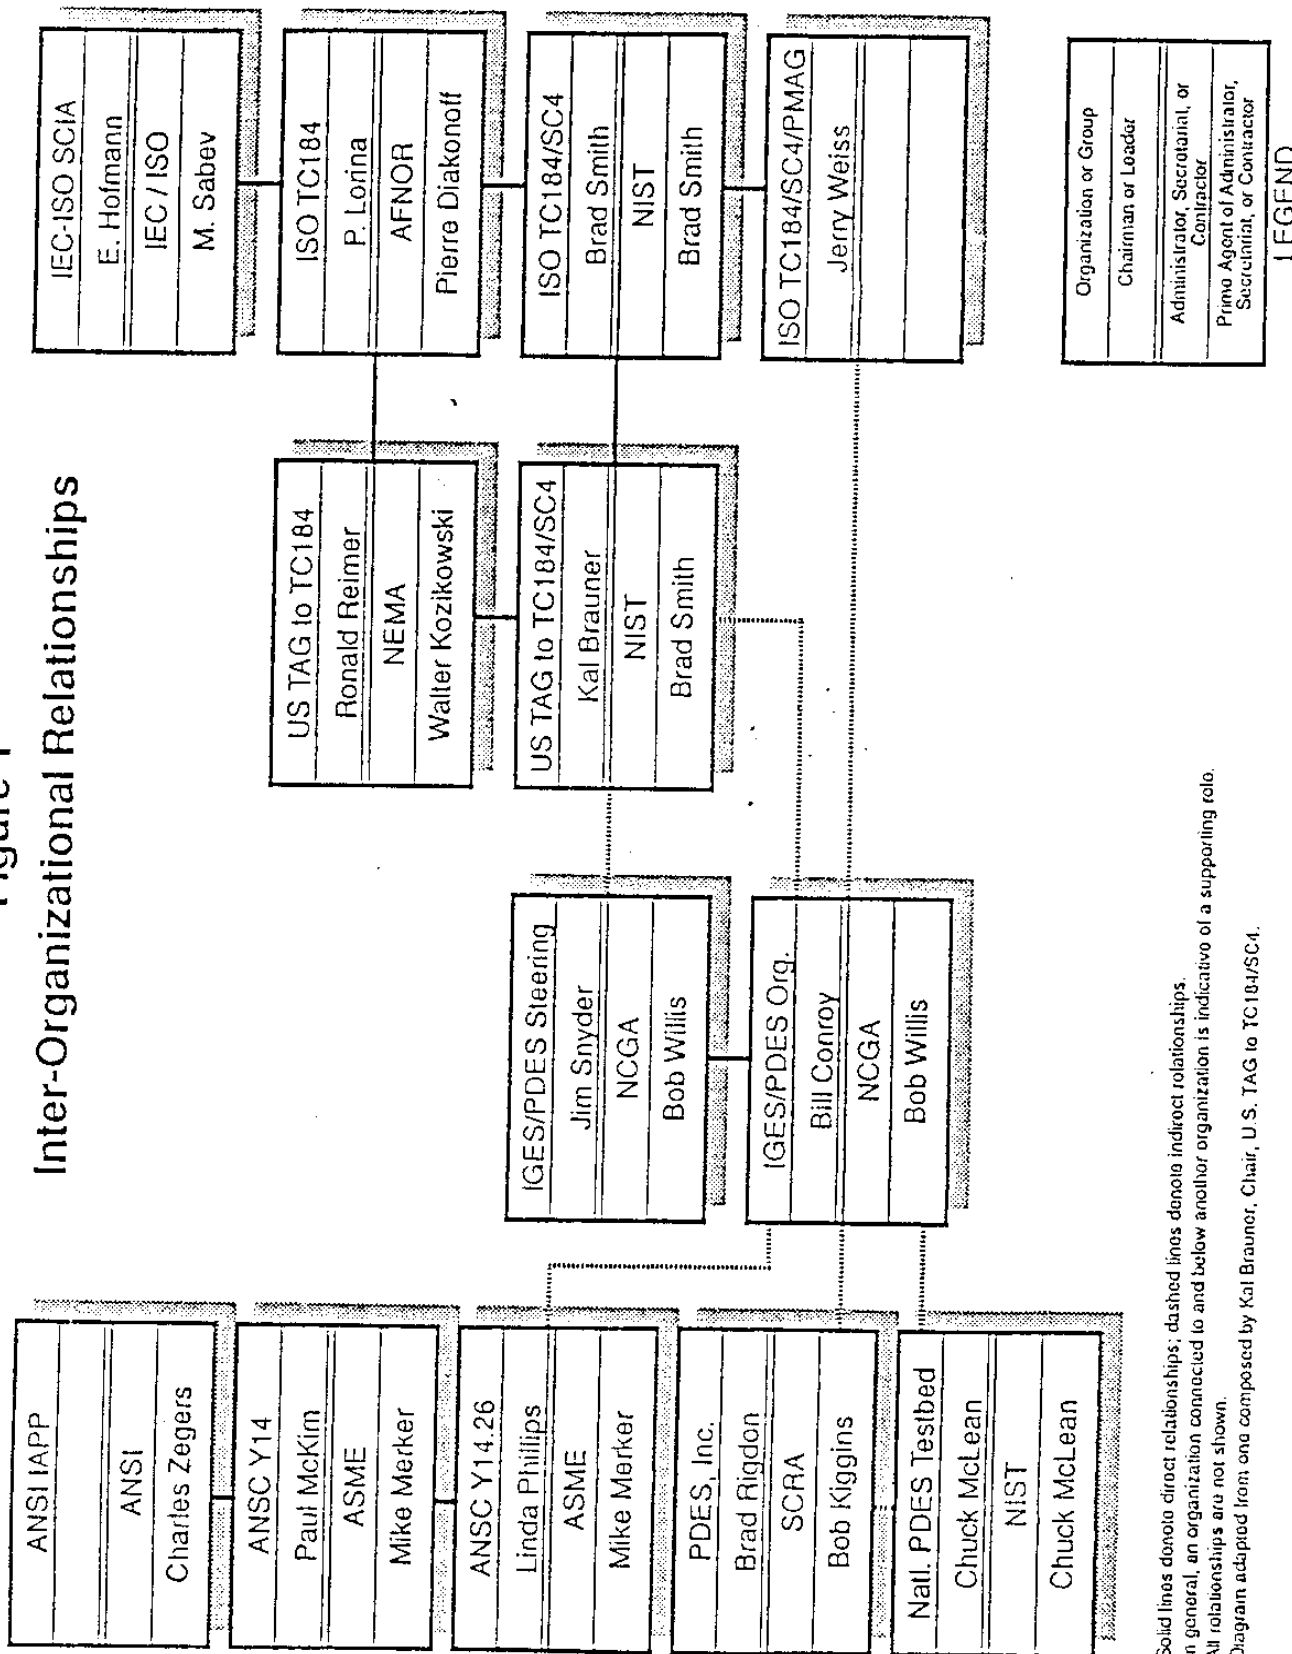 Figure 1
Inter-Organizational Relationships
ANSI IAPP
ANSI
Charles Zegers
ANSC Y14
Paul McKim
ASME
Mike Merker
ANSC Y14.26
Linda Phillips
ASME
Mike Merker
PDES, Inc.
Brad Rigdon
SCRA
Bob Kiggins
Natl. PDES Testbed
Chuck McLean
NIST
Chuck McLean
IGES/PDES Steering
Jim Snyder
NCGA
Bob Willis
IGES/PDES Org.
Bill Conroy
NCGA
Bob Willis
US TAG to TC184
Ronald Reimer
NEMA
Walter Kozikowski
US TAG to TC184/SC4
Kal Brauner
NIST
Brad Smith
IEC-ISO SCIA
E. Hofmann
IEC / ISO
M. Sabev
ISO TC184
P. Lorina
AFNOR
Pierre Diakonoff
ISO TC184/SC4
Brad Smith
NIST
Brad Smith
ISO TC184/SC4/PMAG
Jerry Weiss
Organization or Group
Chairman or Leader
Administrator, Secretarial, or
Contractor
Prime Agent of Administrator,
Secretariat, or Contractor
LEGEND
Solid lines denote direct relationships; dashed lines denote indirect relationships.
In general, an organization connected to and below another organization is indicative of a supporting role.
All relationships are not shown.
Diagram adapted from one composed by Kal Brauner, Chair, U.S. TAG to TC184/SC4.